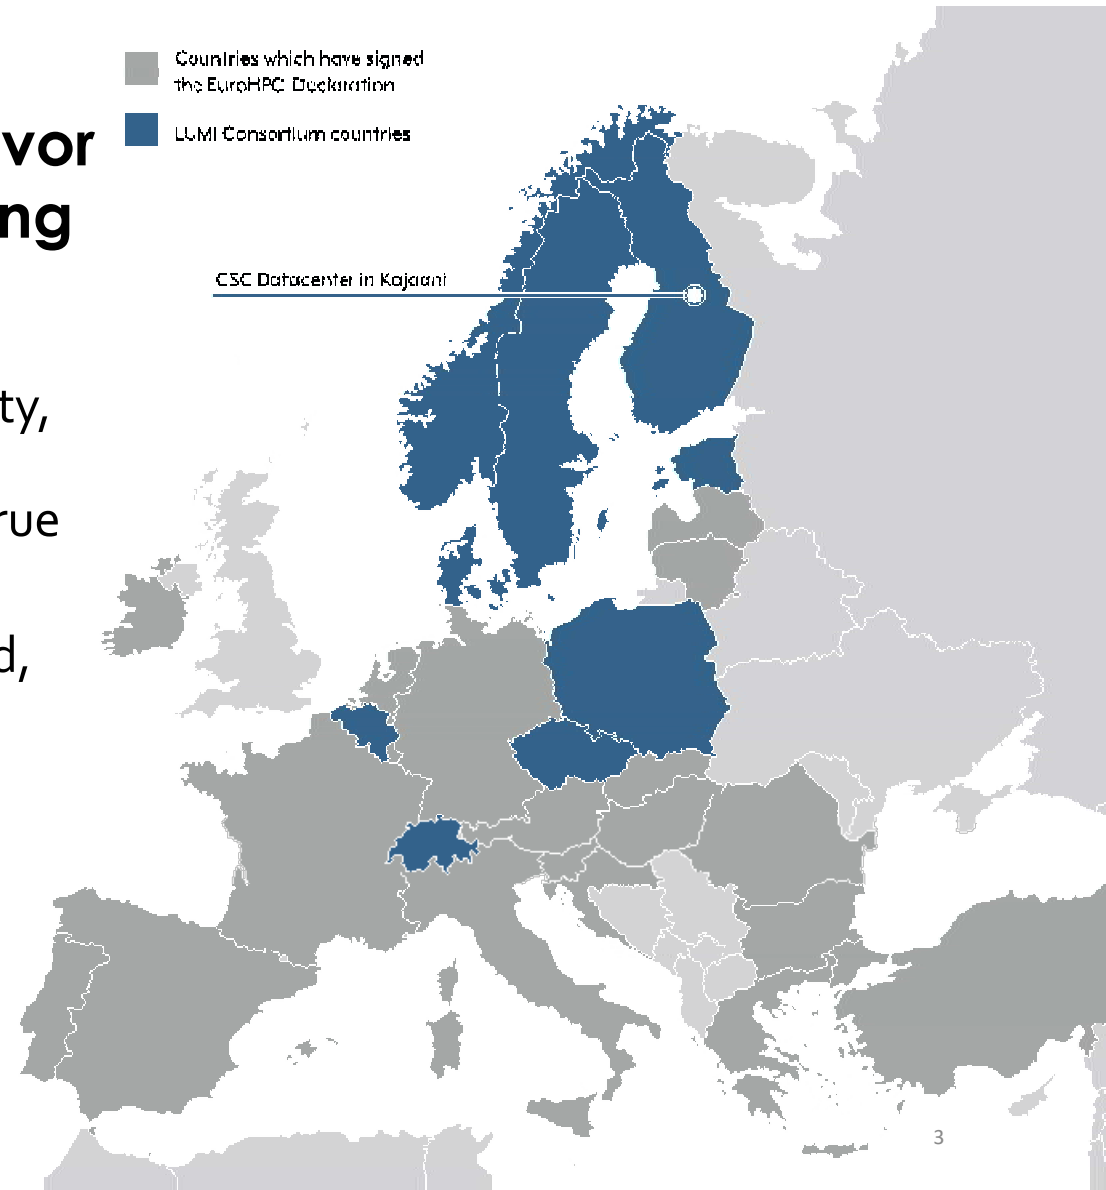 Countries which have signed
the EuroHPC Declaration
LUMI Consortium countries
vor
ng
CSC Datacenter in Kajaani
ty,
rue
d,
3